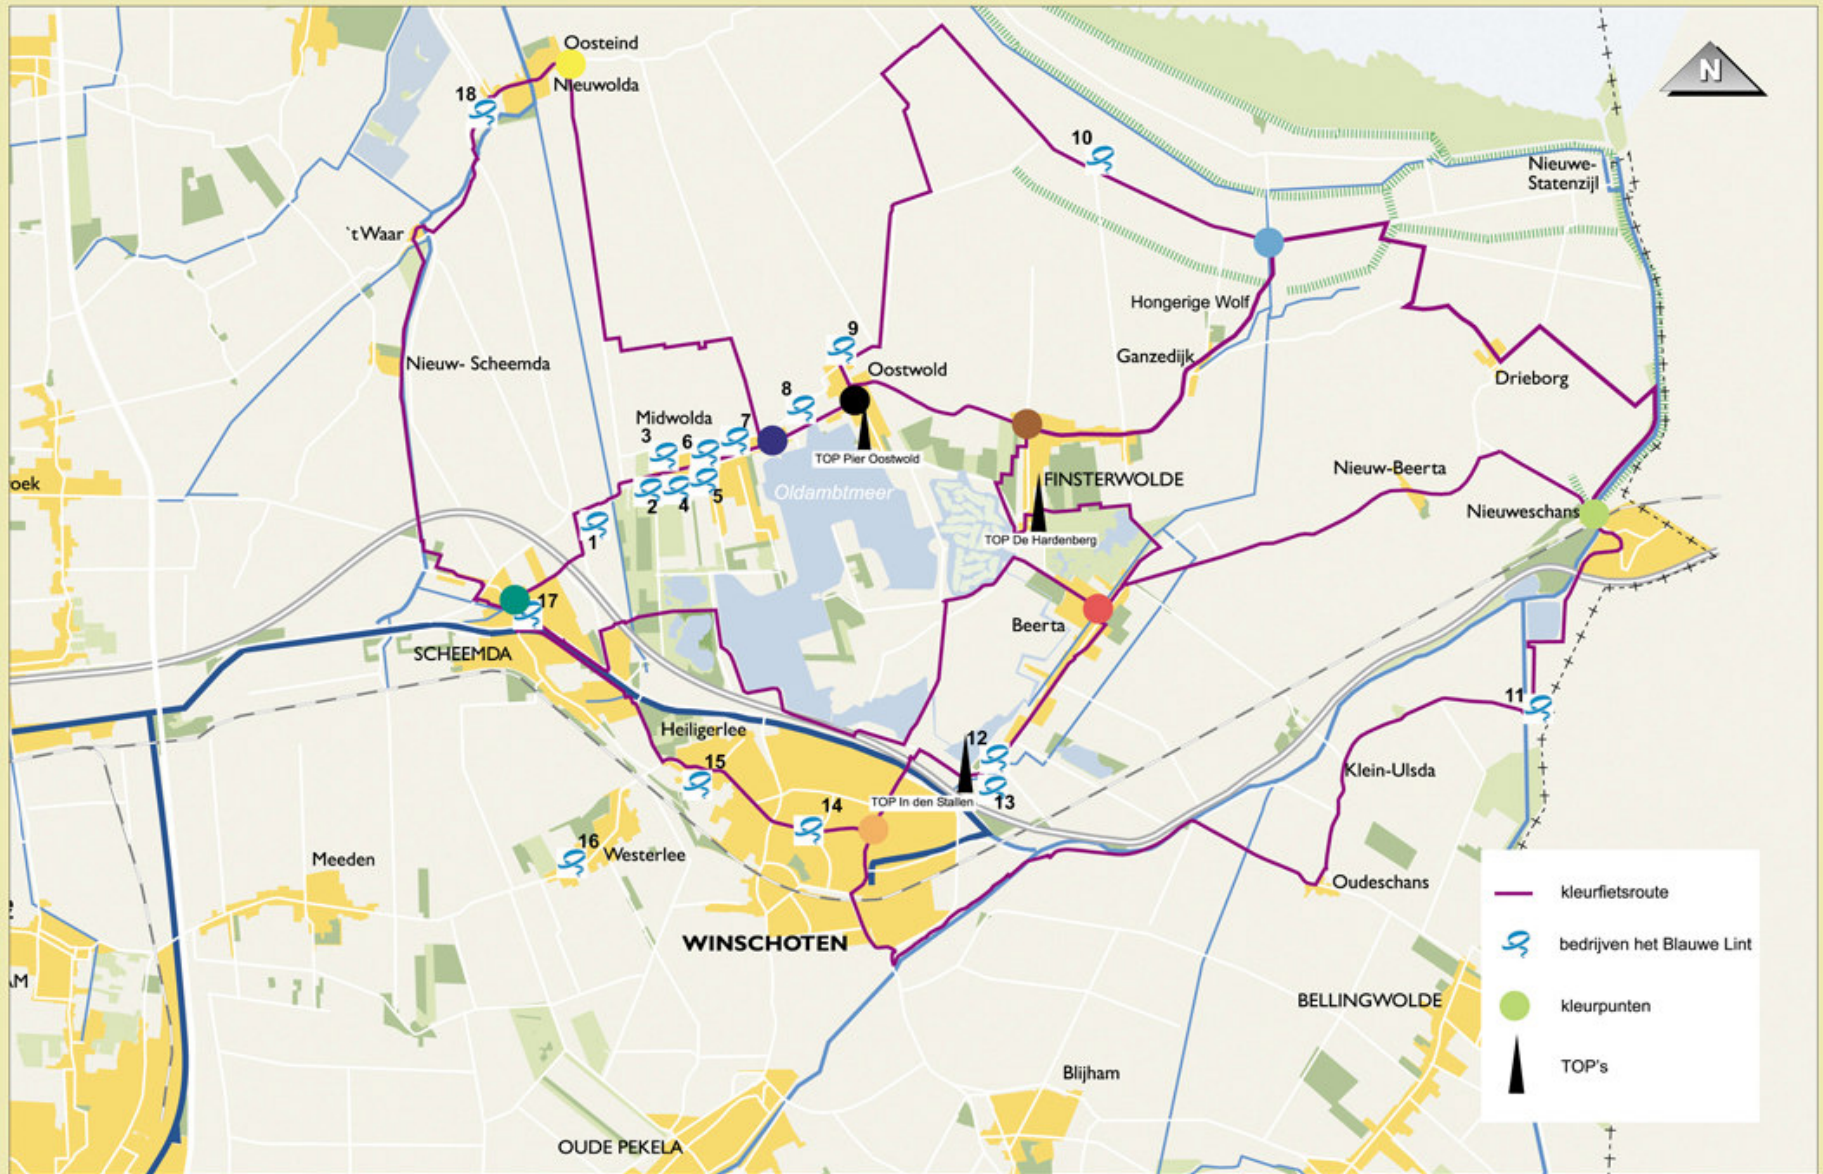 Oosteind
Nieuwolda
18
N
10
Nieuwe-
Statenzijl
't Waar
Hongerige Wolf
9
Ganzedijk
Nieuw- Scheemda
Oostwold
Drieborg
8
Midwolda
7
3
6
TOP Pier Oostwold
Nieuw-Beerta
oek
FINSTERWOLDE
Oldambtmeer
5
2
4
Nieuweschans
1
TOP De Hardenberg
17
Beerta
SCHEEMDA
11
Heiligerlee
12
15
Klein-Ulsda
TOP In den Stallen
13
14
16
Westerlee
Meeden
Oudeschans
kleurfietsroute
WINSCHOTEN
bedrijven het Blauwe Lint
AM
BELLINGWOLDE
kleurpunten
TOP's
Blijham
OUDE PEKELA